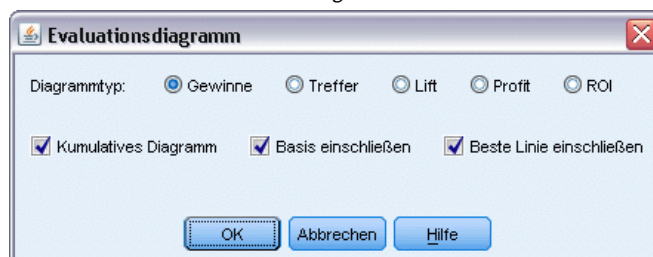 Evaluationsdiagramm
Diagrammtyp: Gewinne Treffer Lift Profit ROI
Kumulatives Diagramm Basis einschließen Beste Linie einschließen
OK Abbrechen Hilfe